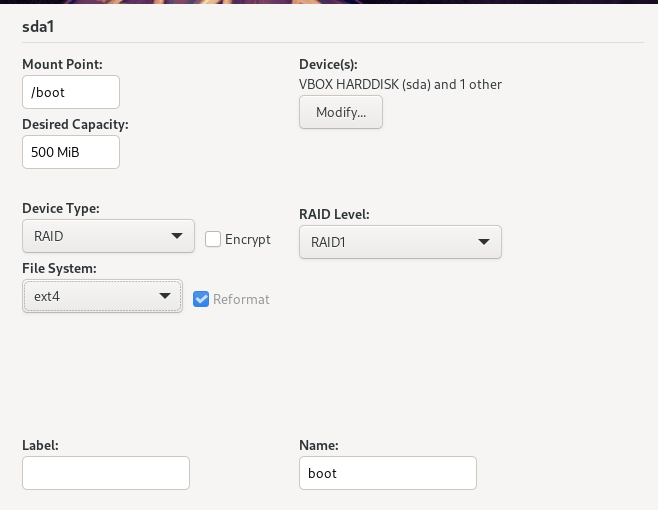 sda1
Mount Point:
/boot
Desired Capacity:
500 MiB
Device(s):
VBOX HARDDISK (sda) and 1 other
Modify...
Device Type:
RAID
Encrypt
RAID Level:
RAID1
File System:
ext4
Reformat
Label:
Name:
boot